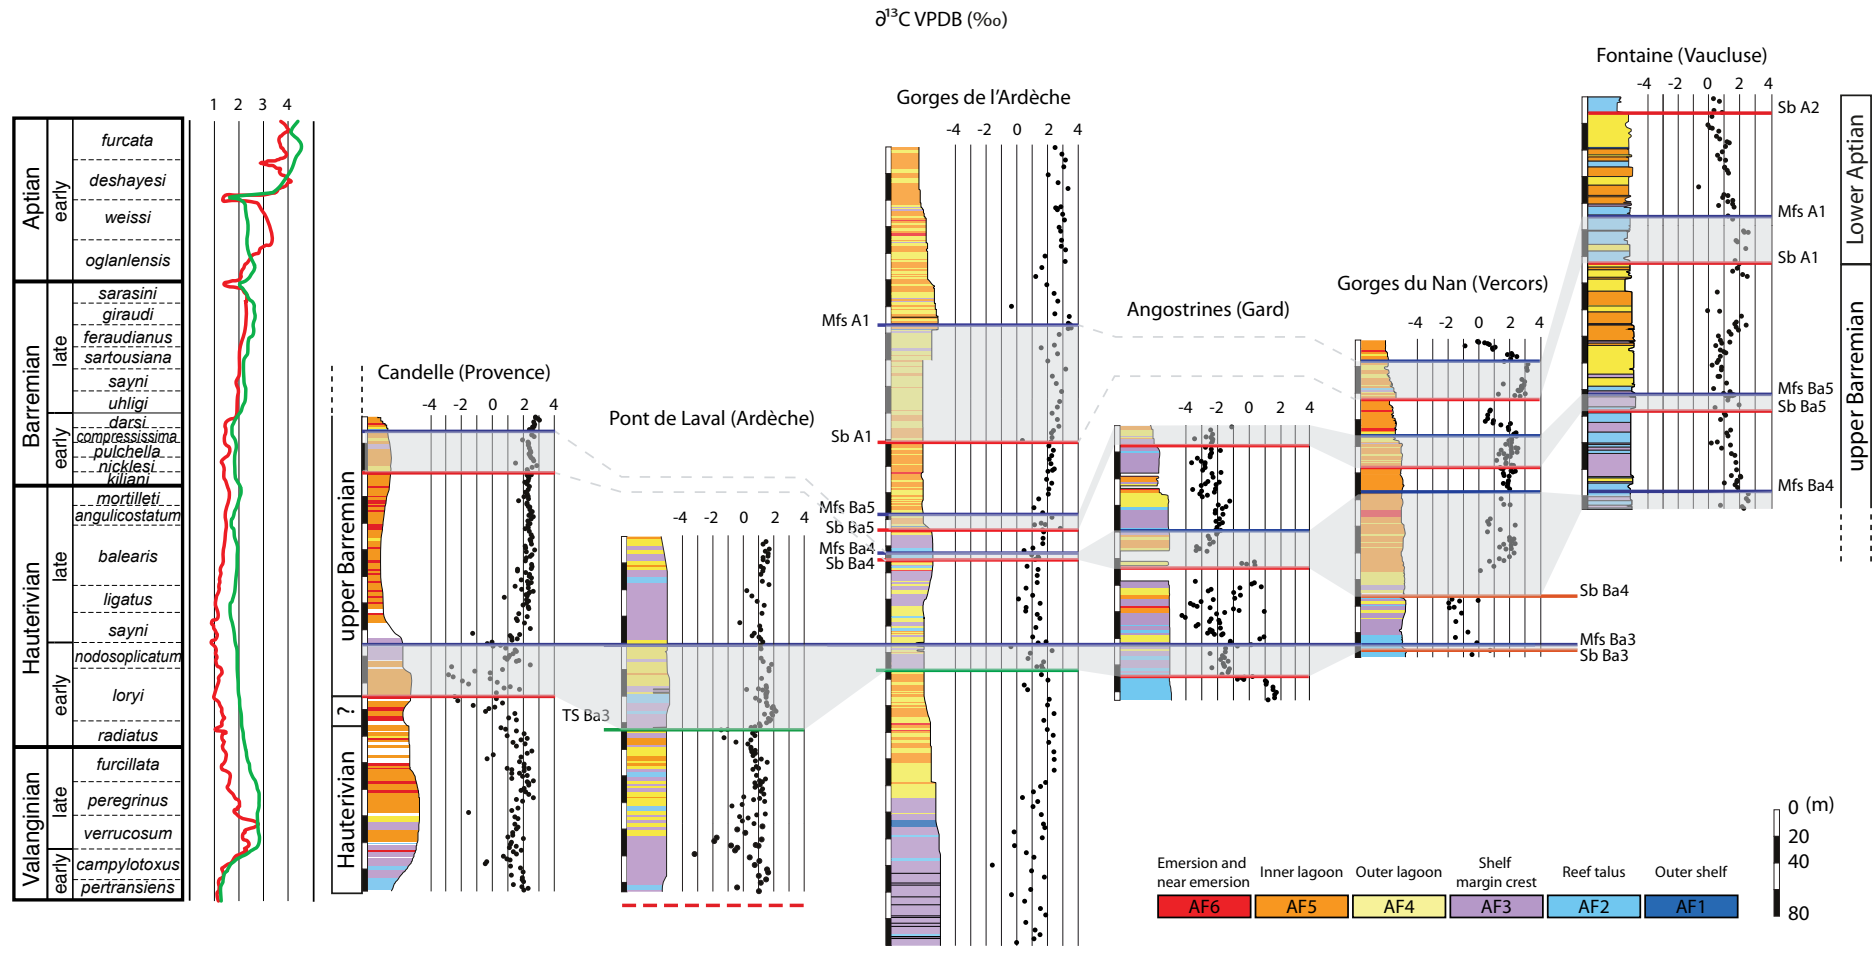 ∂¹³C VPDB (‰)
Fontaine (Vaucluse)
-4 -2 0 2 4
Sb A2
Mfs A1
Sb A1
Mfs Ba5
Sb Ba5
Mfs Ba4
Lower Aptian
upper Barremian
Gorges de l'Ardèche
-4 -2 0 2 4
Mfs A1
Sb A1
Mfs Ba5
Sb Ba5
Mfs Ba4
Sb Ba4
Gorges du Nan (Vercors)
-4 -2 0 2 4
Sb Ba4
Mfs Ba3
Sb Ba3
Angostrines (Gard)
-4 -2 0 2 4
Candelle (Provence)
-4 -2 0 2 4
upper Barremian
?
Hauterivian
Pont de Laval (Ardèche)
-4 -2 0 2 4
TS Ba3
1 2 3 4
Aptian
early
furcata
deshayesi
weissi
oglanlensis
Barremian
late
sarasini
giraudi
feraudianus
sartousiana
sayni
uhligi
early
darsi
compressissima
pulchella
nicklesi
kiliani
Hauterivian
late
mortilleti
angulicostatum
balearis
ligatus
sayni
early
nodosoplicatum
loryi
radiatus
Valanginian
late
furcillata
peregrinus
verrucosum
early
campylotoxus
pertransiens
Emersion and
near emersion
AF6
Inner lagoon
AF5
Outer lagoon
AF4
Shelf
margin crest
AF3
Reef talus
AF2
Outer shelf
AF1
0 (m)
20
40
80